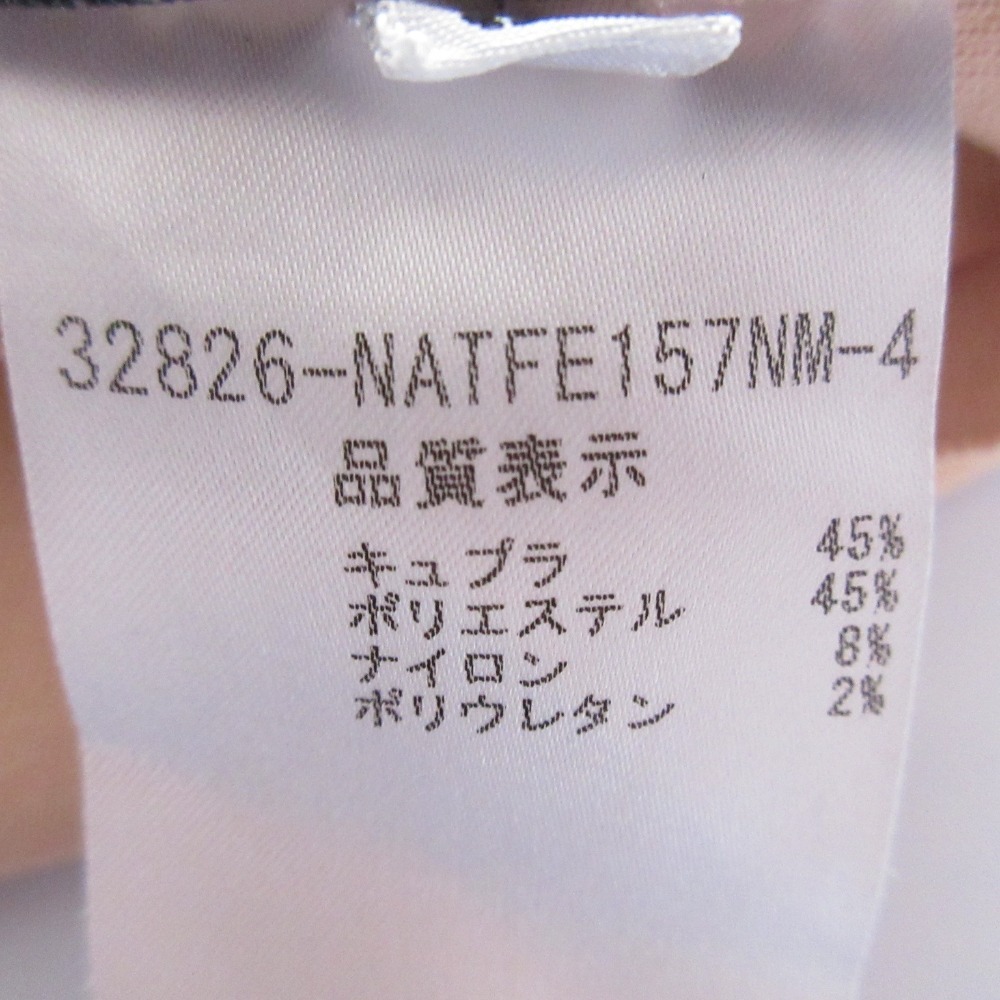 32826-NATFE157NM-4
品質表示
キュプラ 45%
ポリエステル 45%
ナイロン 8%
ポリウレタン 2%